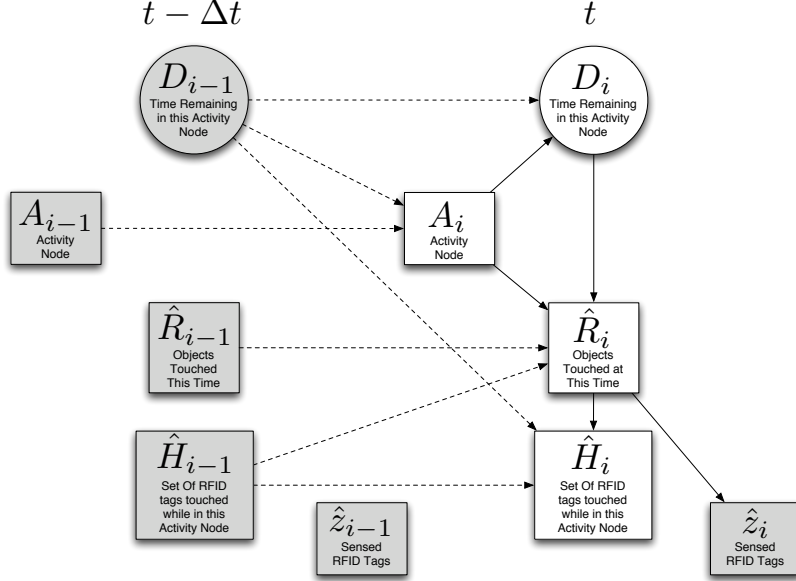 t − Δt
t
D_{i−1}
Time Remaining
in this Activity
Node
D_i
Time Remaining
in this Activity
Node
A_{i−1}
Activity
Node
A_i
Activity
Node
R̂_{i−1}
Objects
Touched
This Time
R̂_i
Objects
Touched at
This Time
Ĥ_{i−1}
Set Of RFID
tags touched
while in this
Activity Node
Ĥ_i
Set Of RFID
tags touched
while in this
Activity Node
ẑ_{i−1}
Sensed
RFID Tags
ẑ_i
Sensed
RFID Tags